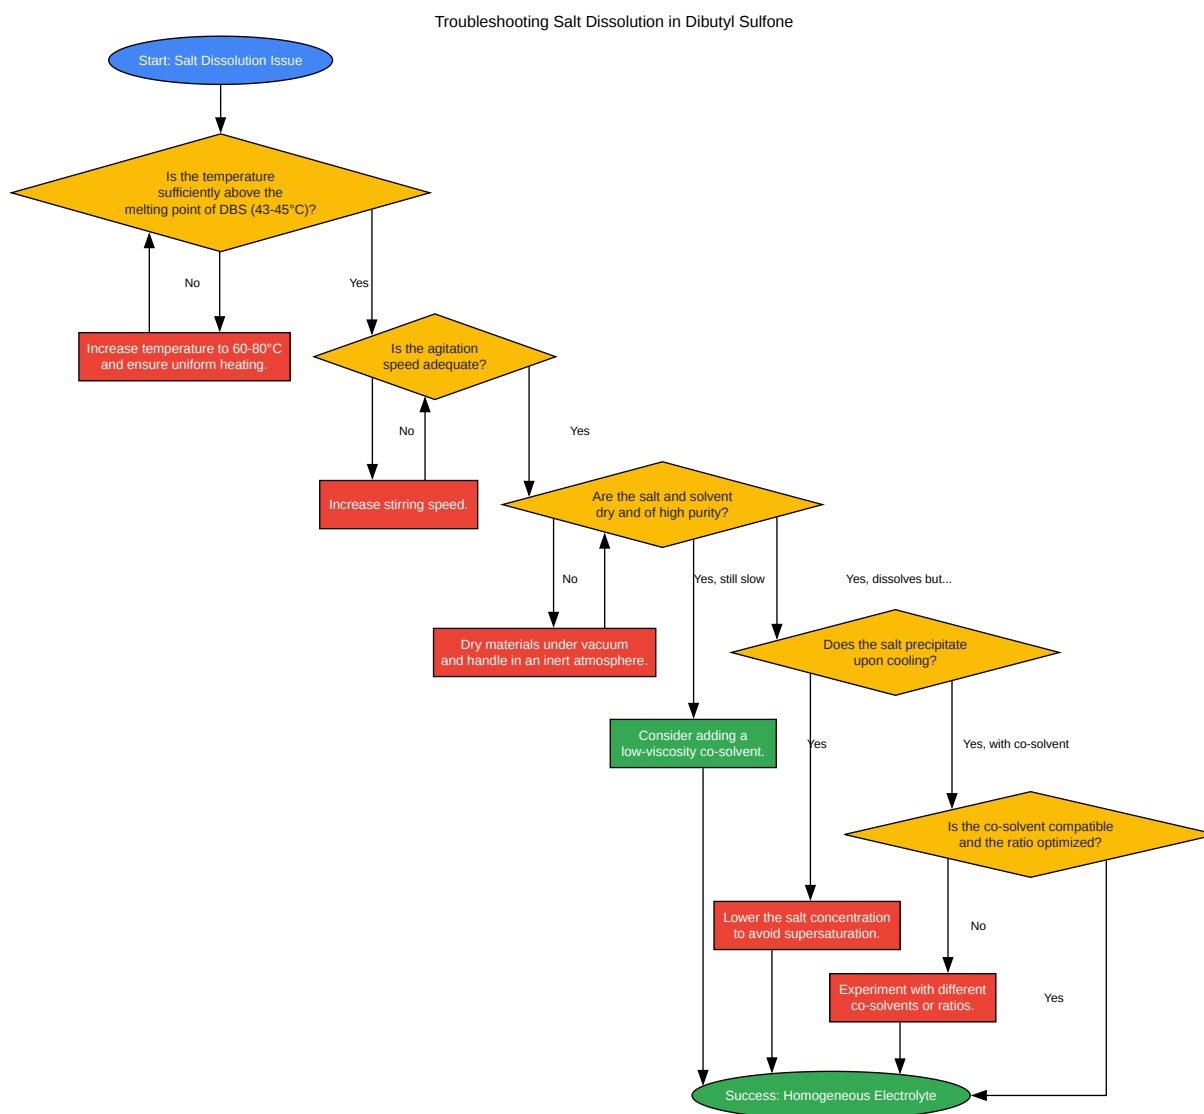 Troubleshooting Salt Dissolution in Dibutyl Sulfone
Start: Salt Dissolution Issue
Is the temperature
sufficiently above the
melting point of DBS (43-45°C)?
No
Yes
Increase temperature to 60-80°C
and ensure uniform heating.
Is the agitation
speed adequate?
No
Yes
Increase stirring speed.
Are the salt and solvent
dry and of high purity?
No
Yes, still slow
Yes, dissolves but...
Dry materials under vacuum
and handle in an inert atmosphere.
Does the salt precipitate
upon cooling?
Consider adding a
low-viscosity co-solvent.
Yes
Yes, with co-solvent
Is the co-solvent compatible
and the ratio optimized?
Lower the salt concentration
to avoid supersaturation.
No
Experiment with different
co-solvents or ratios.
Yes
Success: Homogeneous Electrolyte